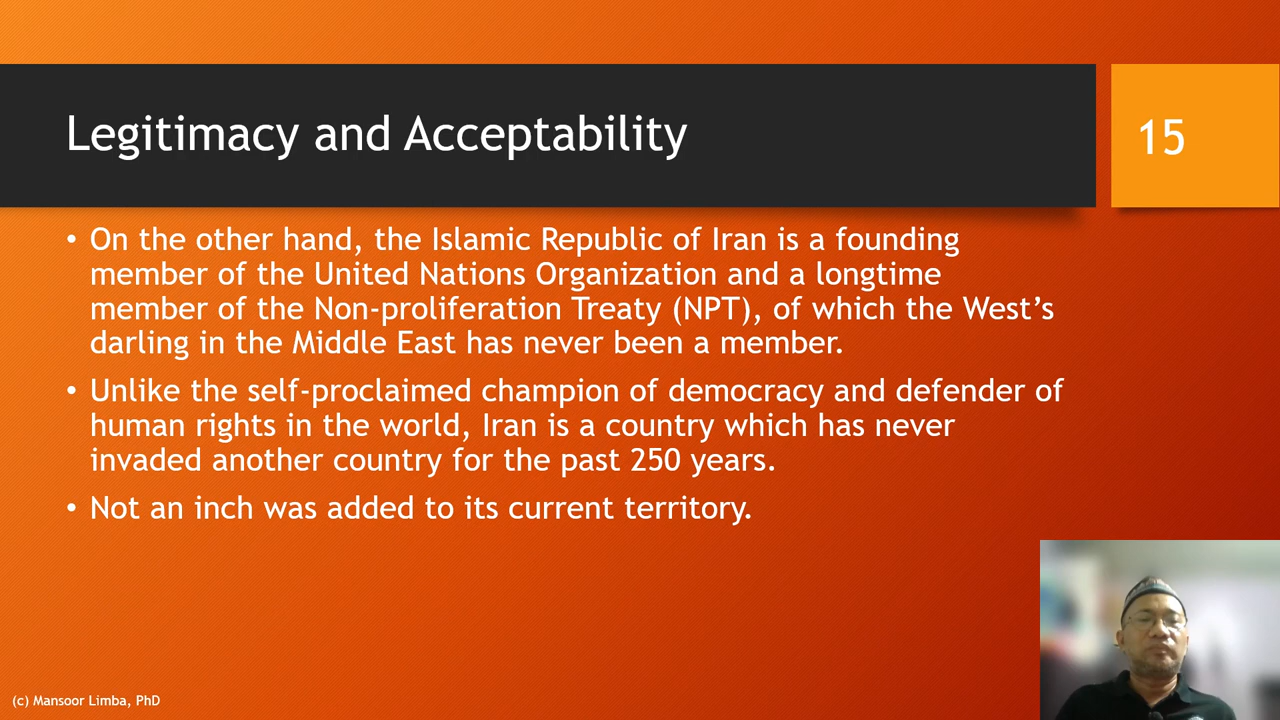 Legitimacy and Acceptability
15
• On the other hand, the Islamic Republic of Iran is a founding
member of the United Nations Organization and a longtime
member of the Non-proliferation Treaty (NPT), of which the West’s
darling in the Middle East has never been a member.
• Unlike the self-proclaimed champion of democracy and defender of
human rights in the world, Iran is a country which has never
invaded another country for the past 250 years.
• Not an inch was added to its current territory.
(c) Mansoor Limba, PhD